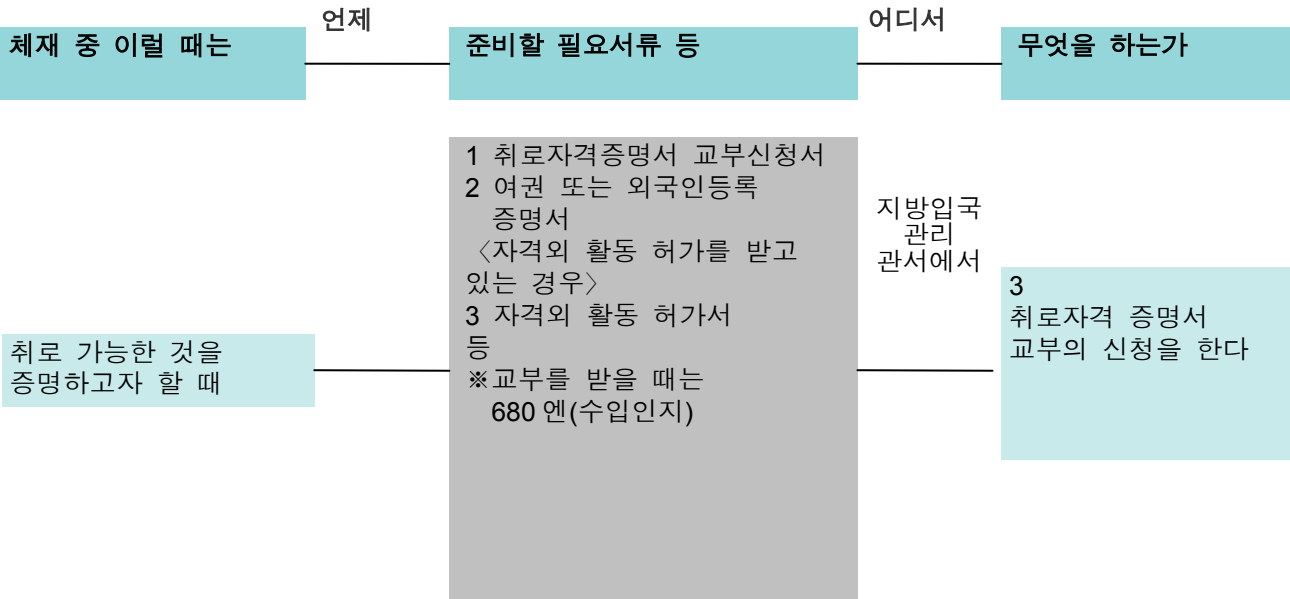 언제
어디서
체재 중 이럴 때는
준비할 필요서류 등
무엇을 하는가
취로 가능한 것을
증명하고자 할 때
1 취로자격증명서 교부신청서
2 여권 또는 외국인등록
증명서
〈자격외 활동 허가를 받고
있는 경우〉
3 자격외 활동 허가서
등
※교부를 받을 때는
680엔(수입인지)
지방입국
관리
관서에서
3
취로자격 증명서
교부의 신청을 한다